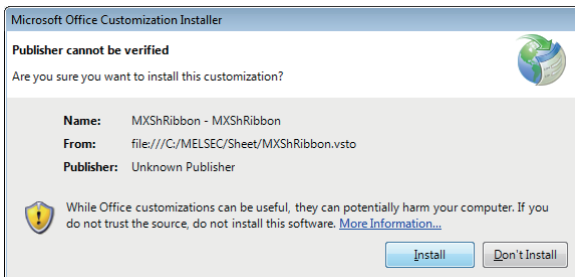 Microsoft Office Customization Installer
Publisher cannot be verified
Are you sure you want to install this customization?
Name: MXShRibbon - MXShRibbon
From: file:///C:/MELSEC/Sheet/MXShRibbon.vsto
Publisher: Unknown Publisher
While Office customizations can be useful, they can potentially harm your computer. If you
do not trust the source, do not install this software. More Information...
Install Don't Install